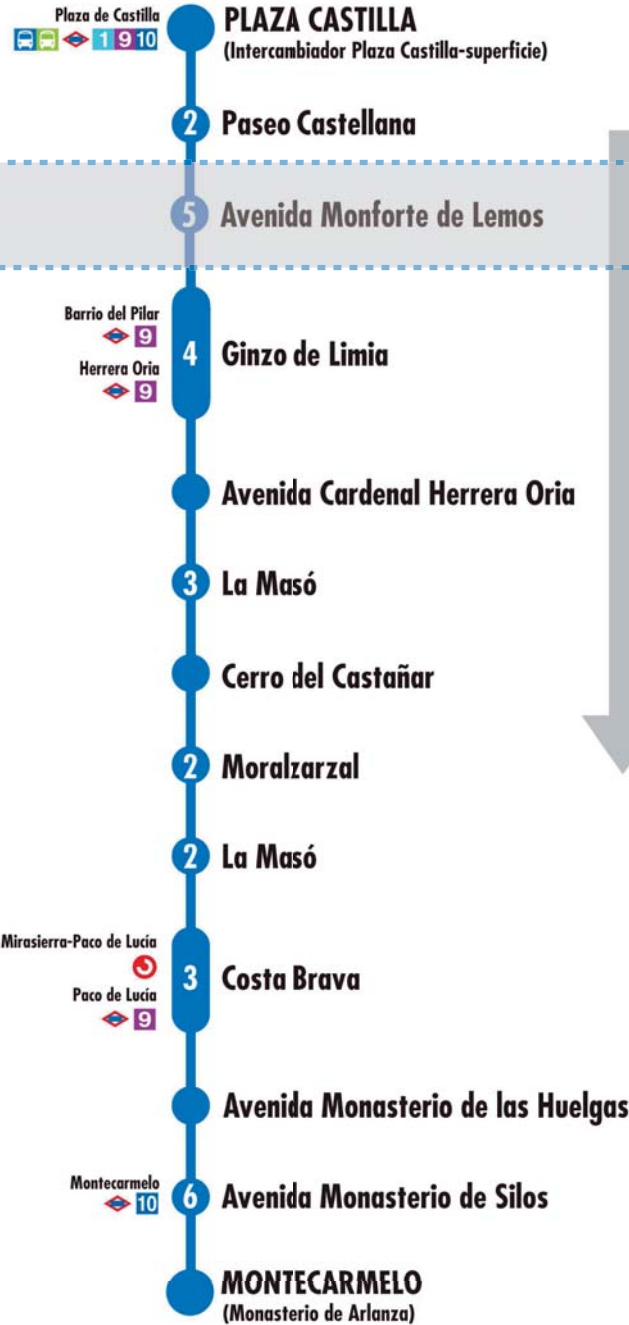 Plaza de Castilla
1 9 10
PLAZA CASTILLA
(Intercambiador Plaza Castilla-superficie)
2 Paseo Castellana
5 Avenida Monforte de Lemos
Barrio del Pilar
9
Herrera Oria
9
4 Ginzo de Limia
Avenida Cardenal Herrera Oria
3 La Masó
Cerro del Castañar
2 Moralzarzal
2 La Masó
Mirasierra-Paco de Lucía
Paco de Lucía
9
3 Costa Brava
Avenida Monasterio de las Huelgas
Montecarmelo
10
6 Avenida Monasterio de Silos
MONTECARMELO
(Monasterio de Arlanza)